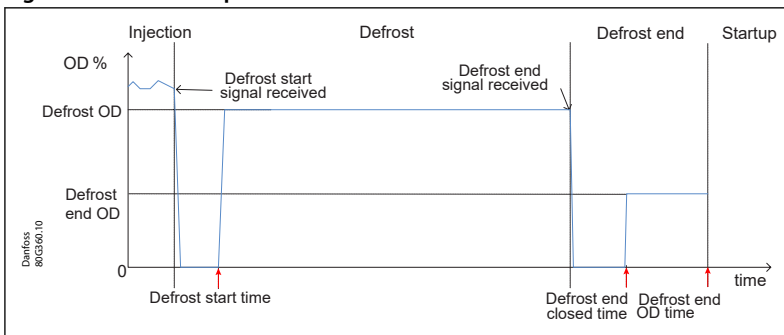 Injection
Defrost
Defrost end
Startup
OD %
Defrost start
signal received
Defrost end
signal received
Defrost OD
Defrost
end OD
Danfoss
80G360.10
0
time
Defrost start time
Defrost end
closed time
Defrost end
OD time